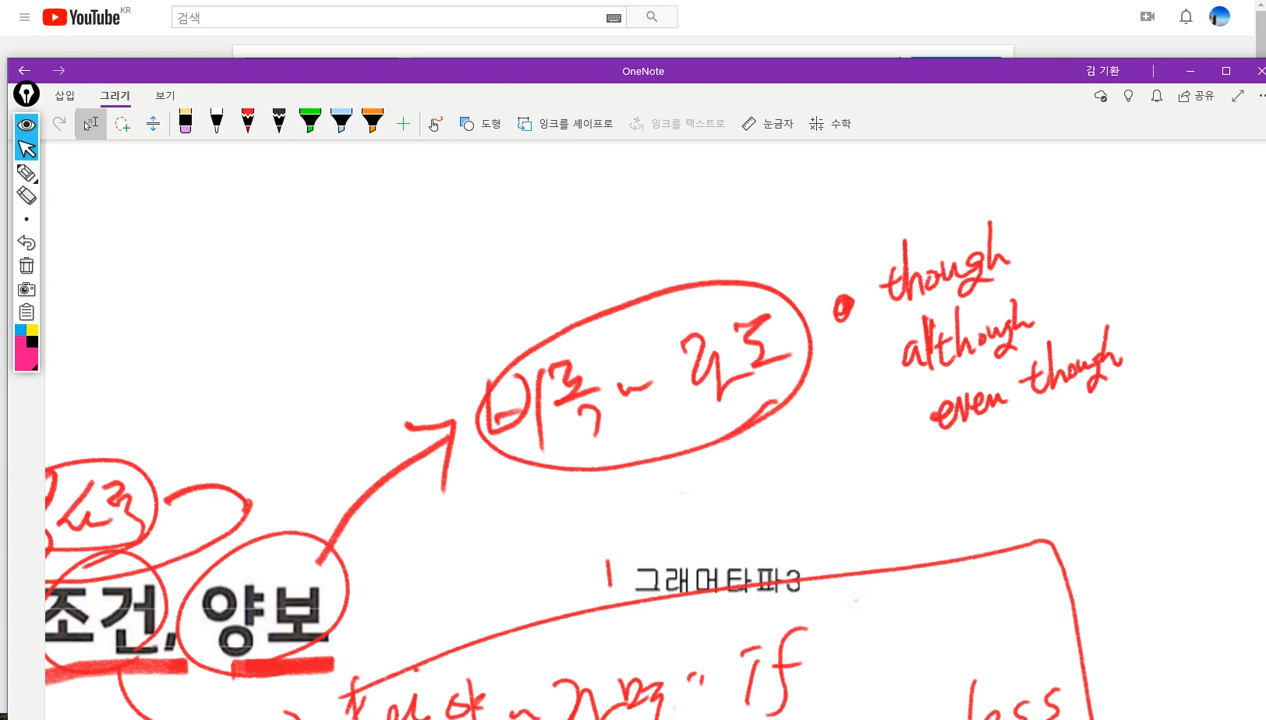 YouTube KR
검색
OneNote
김 기환
삽입 그리기 보기
공유
도형 잉크를 셰이프로 잉크를 텍스트로 눈금자 수학
though
although
even though
비록~ 라도
조건, 양보
그래머타파3
if
less